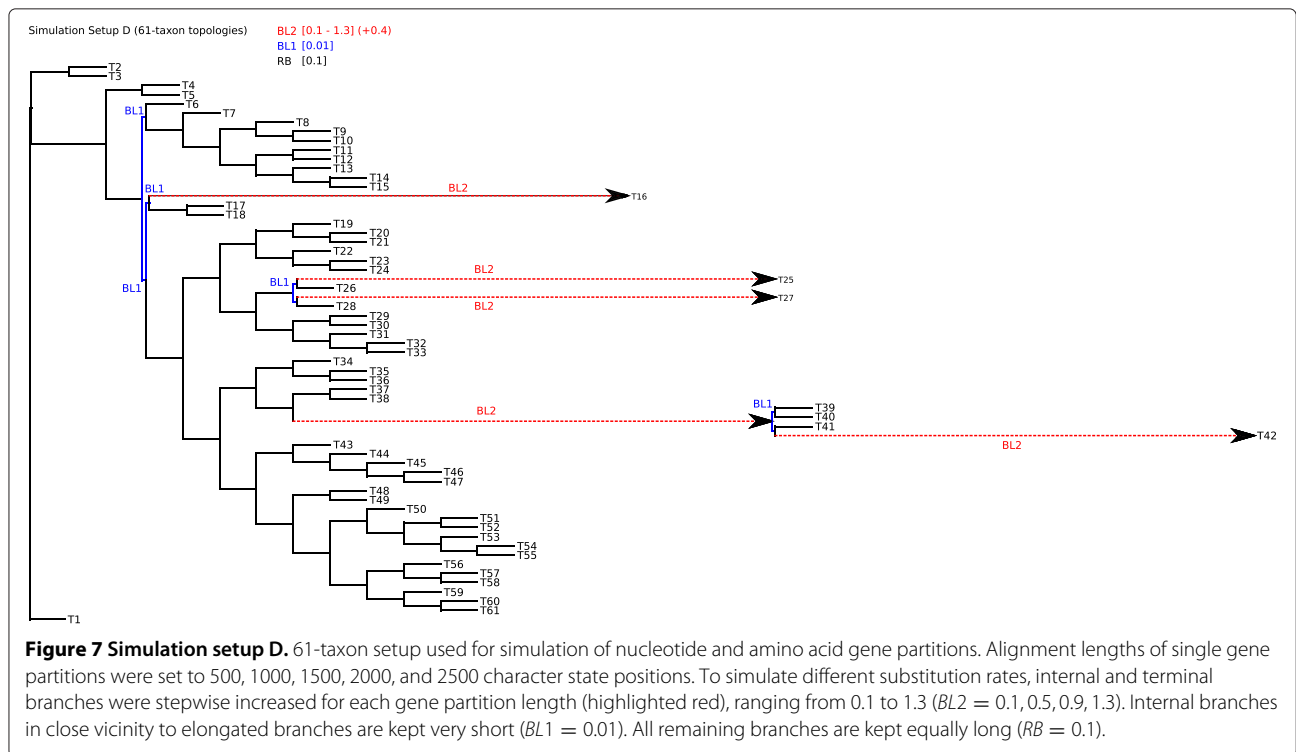 Simulation Setup D (61-taxon topologies)
BL2 [0.1 - 1.3] (+0.4)
BL1 [0.01]
RB [0.1]
T2
T3
T4
T5
BL1
T6
T7
T8
T9
T10
T11
T12
T13
T14
T15
BL1
BL2
T16
T17
T18
T19
T20
T21
T22
T23
T24
BL2
BL1
T25
T26
BL1
T27
BL2
T28
T29
T30
T31
T32
T33
T34
T35
T36
T37
T38
BL2
BL1
T39
T40
T41
T42
BL2
T43
T44
T45
T46
T47
T48
T49
T50
T51
T52
T53
T54
T55
T56
T57
T58
T59
T60
T61
T1
Figure 7 Simulation setup D. 61-taxon setup used for simulation of nucleotide and amino acid gene partitions. Alignment lengths of single gene
partitions were set to 500, 1000, 1500, 2000, and 2500 character state positions. To simulate different substitution rates, internal and terminal
branches were stepwise increased for each gene partition length (highlighted red), ranging from 0.1 to 1.3 (BL2 = 0.1, 0.5, 0.9, 1.3). Internal branches
in close vicinity to elongated branches are kept very short (BL1 = 0.01). All remaining branches are kept equally long (RB = 0.1).